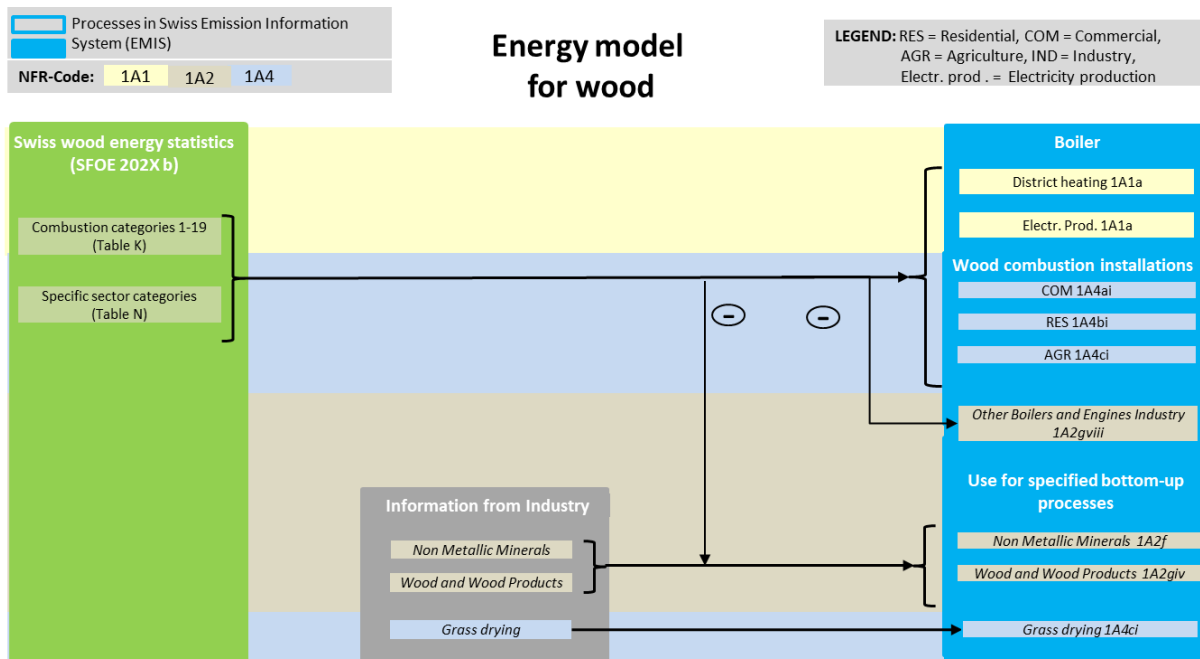 Processes in Swiss Emission Information
System (EMIS)
NFR-Code: 1A1 1A2 1A4
Energy model
for wood
LEGEND: RES = Residential, COM = Commercial,
AGR = Agriculture, IND = Industry,
Electr. prod . = Electricity production
Swiss wood energy statistics
(SFOE 202X b)
Combustion categories 1-19
(Table K)
Specific sector categories
(Table N)
Boiler
District heating 1A1a
Electr. Prod. 1A1a
Wood combustion installations
COM 1A4ai
RES 1A4bi
AGR 1A4ci
-
-
Other Boilers and Engines Industry
1A2gviii
Information from Industry
Non Metallic Minerals
Wood and Wood Products
Grass drying
Use for specified bottom-up
processes
Non Metallic Minerals 1A2f
Wood and Wood Products 1A2giv
Grass drying 1A4ci